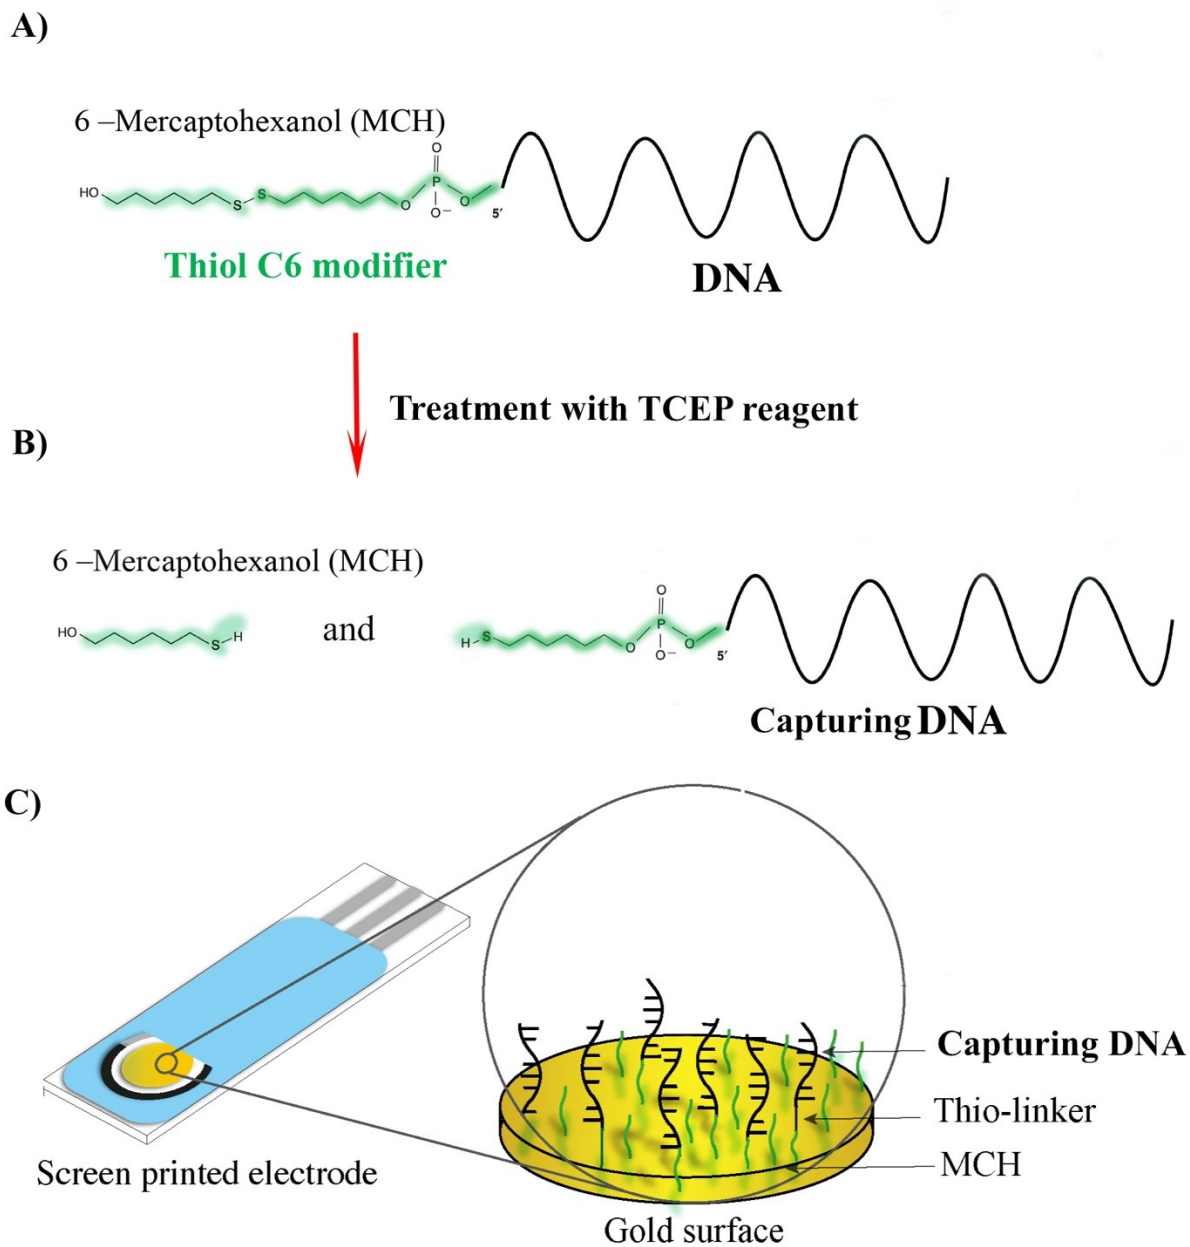 A)
6 –Mercaptohexanol (MCH)
O
HO
S
S
O
P
O
O–
5′
Thiol C6 modifier
DNA
Treatment with TCEP reagent
B)
6 –Mercaptohexanol (MCH)
HO
S
H
and
H
S
O
O
P
O
O–
5′
Capturing DNA
C)
Capturing DNA
Thio-linker
MCH
Screen printed electrode
Gold surface